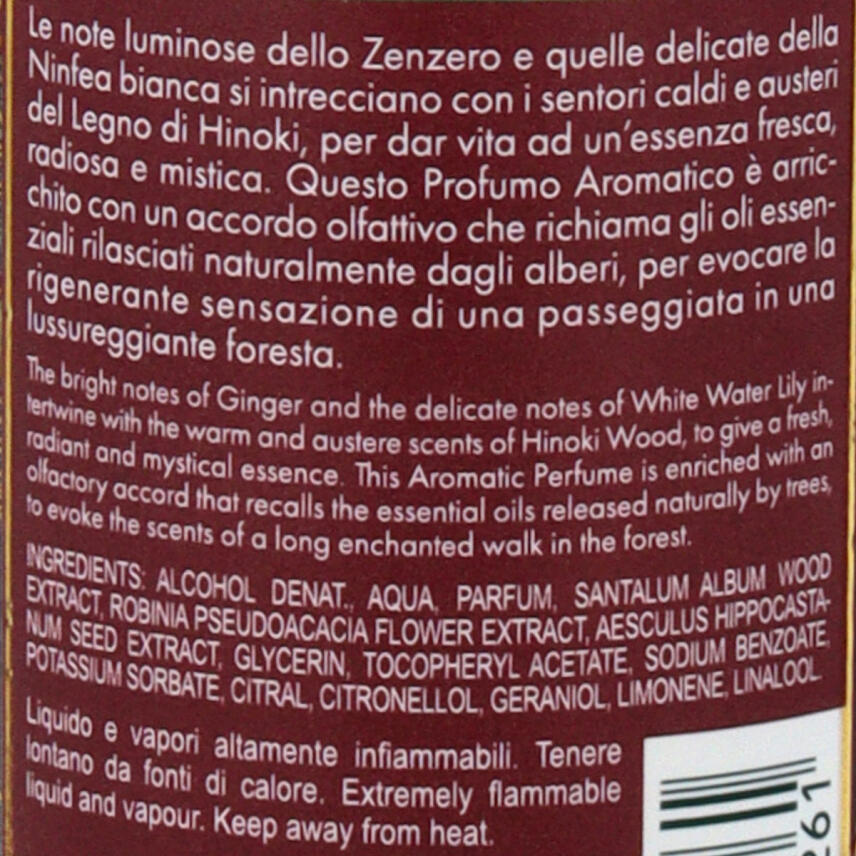 Le note luminose dello Zenzero e quelle delicate della
Ninfea bianca si intrecciano con i sentori caldi e austeri
del Legno di Hinoki, per dar vita ad un'essenza fresca,
radiosa e mistica. Questo Profumo Aromatico è arric-
chito con un accordo olfattivo che richiama gli oli essen-
ziali rilasciati naturalmente dagli alberi, per evocare la
rigenerante sensazione di una passeggiata in una
lussureggiante foresta.
The bright notes of Ginger and the delicate notes of White Water Lily in-
tertwine with the warm and austere scents of Hinoki Wood, to give a fresh,
radiant and mystical essence. This Aromatic Perfume is enriched with an
olfactory accord that recalls the essential oils released naturally by trees,
to evoke the scents of a long enchanted walk in the forest.
INGREDIENTS: ALCOHOL DENAT., AQUA, PARFUM, SANTALUM ALBUM WOOD
EXTRACT, ROBINIA PSEUDOACACIA FLOWER EXTRACT, AESCULUS HIPPOCASTA-
NUM SEED EXTRACT, GLYCERIN, TOCOPHERYL ACETATE, SODIUM BENZOATE,
POTASSIUM SORBATE, CITRAL, CITRONELLOL, GERANIOL, LIMONENE, LINALOOL.
Liquido e vapori altamente infiammabili. Tenere
lontano da fonti di calore. Extremely flammable
liquid and vapour. Keep away from heat.
261